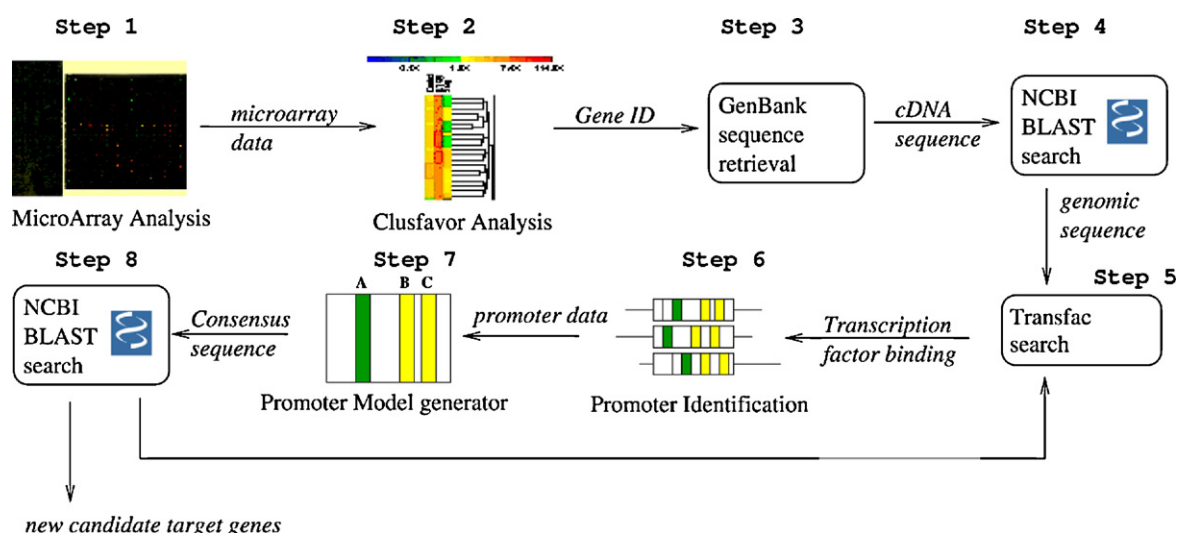 Step 1
Step 2
Step 3
Step 4
microarray
data
Gene ID
GenBank
sequence
retrieval
cDNA
sequence
NCBI
BLAST
search
MicroArray Analysis
Clusfavor Analysis
genomic
sequence
Step 8
Step 7
Step 6
Step 5
A B C
NCBI
BLAST
search
Consensus
sequence
promoter data
Transcription
factor binding
Transfac
search
Promoter Model generator
Promoter Identification
new candidate target genes